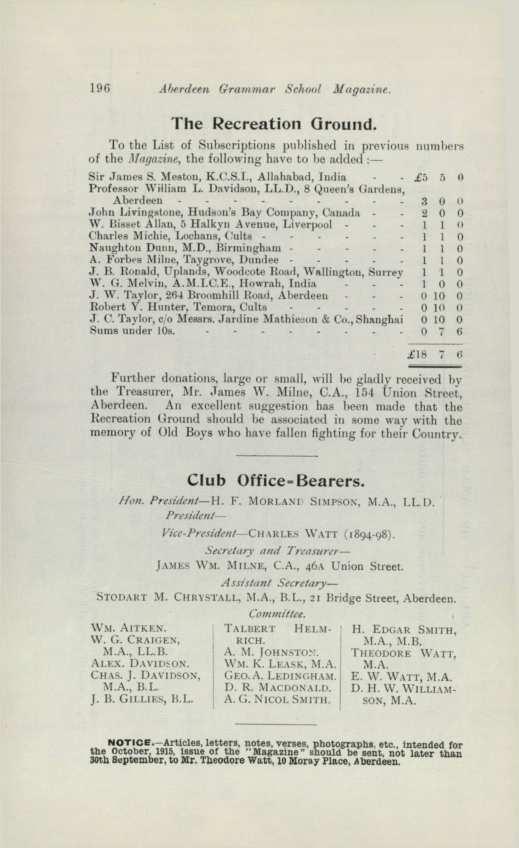 196 Aberdeen Grammar School Magazine.
The Recreation Ground.
To the List of Subscriptions published in previous numbers
of the Magazine, the following have to be added :—
Sir James S. Meston, K.C.S.I., Allahabad, India - - £5 5 0
Professor William L. Davidson, LL.D., 8 Queen's Gardens,
Aberdeen - - - - - - - - - 3 0 0
John Livingstone, Hudson's Bay Company, Canada - - 2 0 0
W. Bisset Allan, 5 Halkyn Avenue, Liverpool - - - 1 1 0
Charles Michie, Lochans, Cults - - - - - - 1 1 0
Naughton Dunn, M.D., Birmingham - - - - - 1 1 0
A. Forbes Milne, Taygrove, Dundee - - - - - 1 1 0
J. B. Ronald, Uplands, Woodcote Road, Wallington, Surrey 1 1 0
W. G. Melvin, A.M.I.C.E., Howrah, India - - - 1 0 0
J. W. Taylor, 264 Broomhill Road, Aberdeen - - - 0 10 0
Robert Y. Hunter, Temora, Cults - - - - - 0 10 0
J. C. Taylor, c/o Messrs. Jardine Mathieson & Co., Shanghai 0 10 0
Sums under 10s. - - - - - - - - 0 7 6
£18 7 6
Further donations, large or small, will be gladly received by
the Treasurer, Mr. James W. Milne, C.A., 154 Union Street,
Aberdeen. An excellent suggestion has been made that the
Recreation Ground should be associated in some way with the
memory of Old Boys who have fallen fighting for their Country.
Club Office-Bearers.
Hon. President—H. F. MORLAND SIMPSON, M.A., LL.D.
President—
Vice-President—CHARLES WATT (1894-98).
Secretary and Treasurer—
JAMES WM. MILNE, C.A., 46A Union Street.
Assistant Secretary—
STODART M. CHRYSTALL, M.A., B.L., 21 Bridge Street, Aberdeen.
Committee.
WM. AITKEN.
W. G. CRAIGEN,
M.A., LL.B.
ALEX. DAVIDSON.
CHAS. J. DAVIDSON,
M.A., B.L.
J. B. GILLIES, B.L.
TALBERT HELM-
RICH.
A. M. JOHNSTON.
WM. K. LEASK, M.A.
GEO. A. LEDINGHAM.
D. R. MACDONALD.
A. G. NICOL SMITH.
H. EDGAR SMITH,
M.A., M.B.
THEODORE WATT,
M.A.
E. W. WATT, M.A.
D. H. W. WILLIAM-
SON, M.A.
NOTICE.—Articles, letters, notes, verses, photographs, etc., intended for
the October, 1915, issue of the "Magazine" should be sent, not later than
30th September, to Mr. Theodore Watt, 10 Moray Place, Aberdeen.